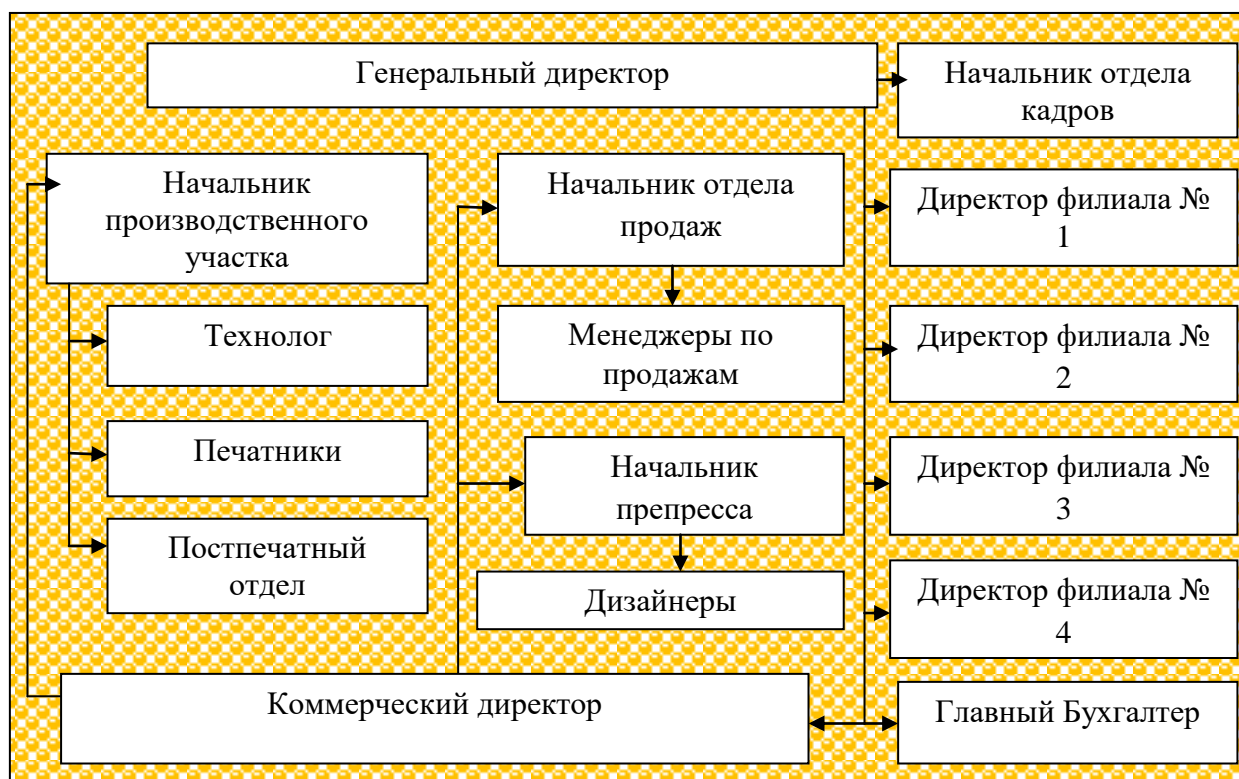 Генеральный директор
Начальник отдела
кадров
Начальник
производственного
участка
Начальник отдела
продаж
Директор филиала №
1
Технолог
Менеджеры по
продажам
Директор филиала №
2
Печатники
Начальник
препресса
Директор филиала №
3
Постпечатный
отдел
Дизайнеры
Директор филиала №
4
Коммерческий директор
Главный Бухгалтер